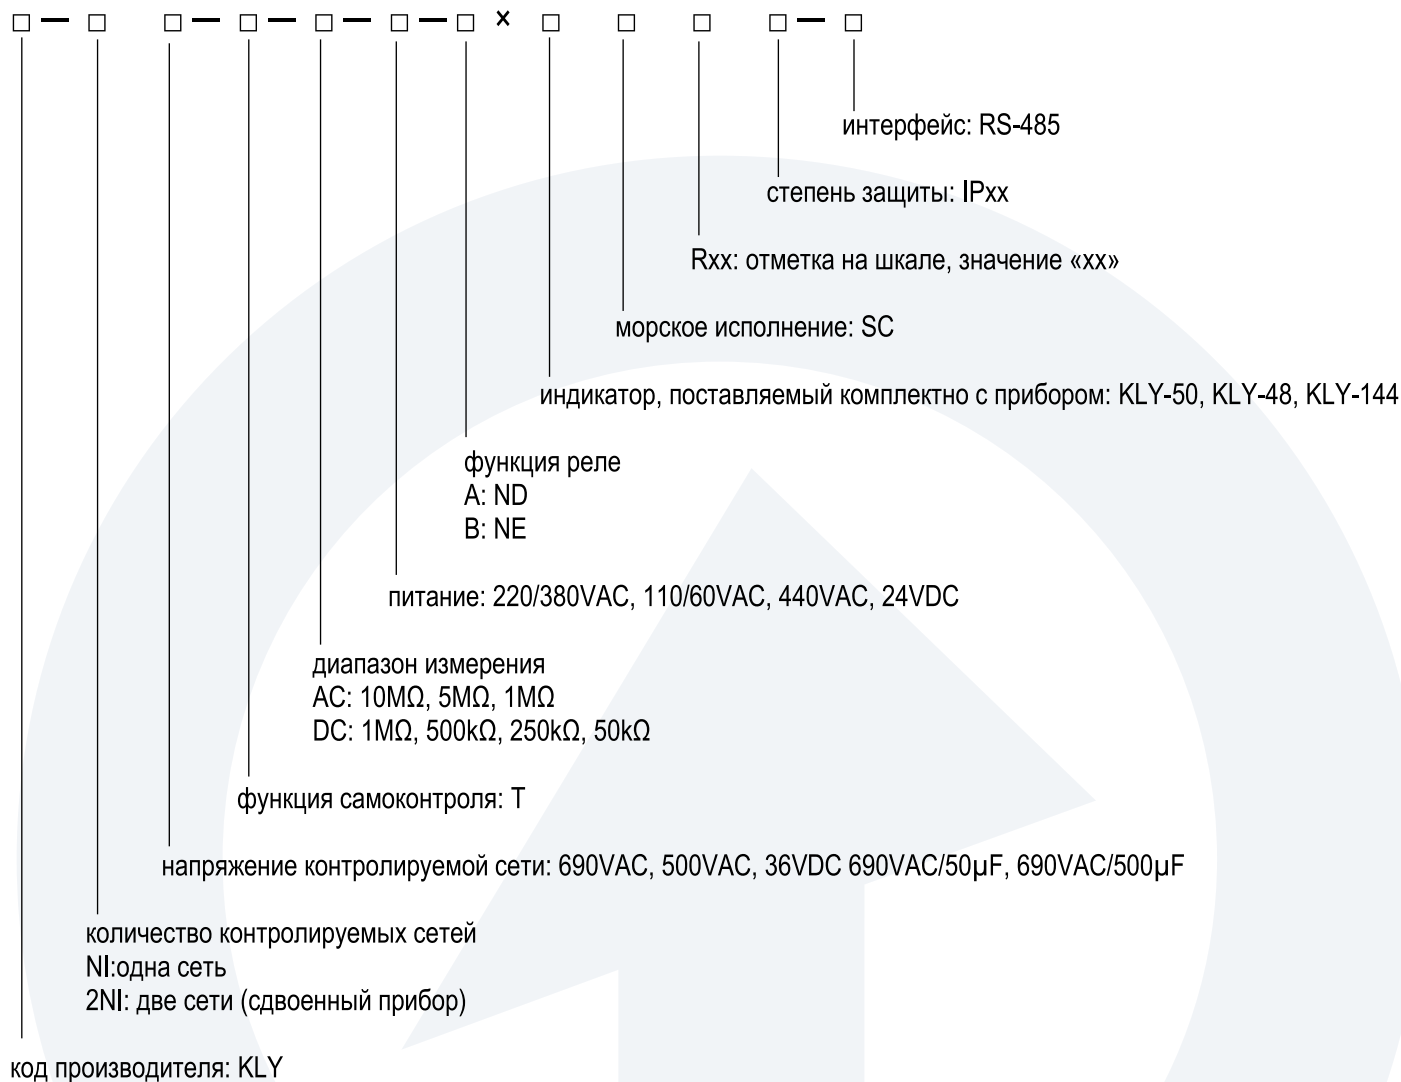 □ — □ □ — □ — □ — □ — □ × □ □ □ □ — □
интерфейс: RS-485
степень защиты: IPxx
Rxx: отметка на шкале, значение «xx»
морское исполнение: SC
индикатор, поставляемый комплектно с прибором: KLY-50, KLY-48, KLY-144
функция реле
A: ND
B: NE
питание: 220/380VAC, 110/60VAC, 440VAC, 24VDC
диапазон измерения
AC: 10MΩ, 5MΩ, 1MΩ
DC: 1MΩ, 500kΩ, 250kΩ, 50kΩ
функция самоконтроля: T
напряжение контролируемой сети: 690VAC, 500VAC, 36VDC 690VAC/50µF, 690VAC/500µF
количество контролируемых сетей
NI:одна сеть
2NI: две сети (сдвоенный прибор)
код производителя: KLY